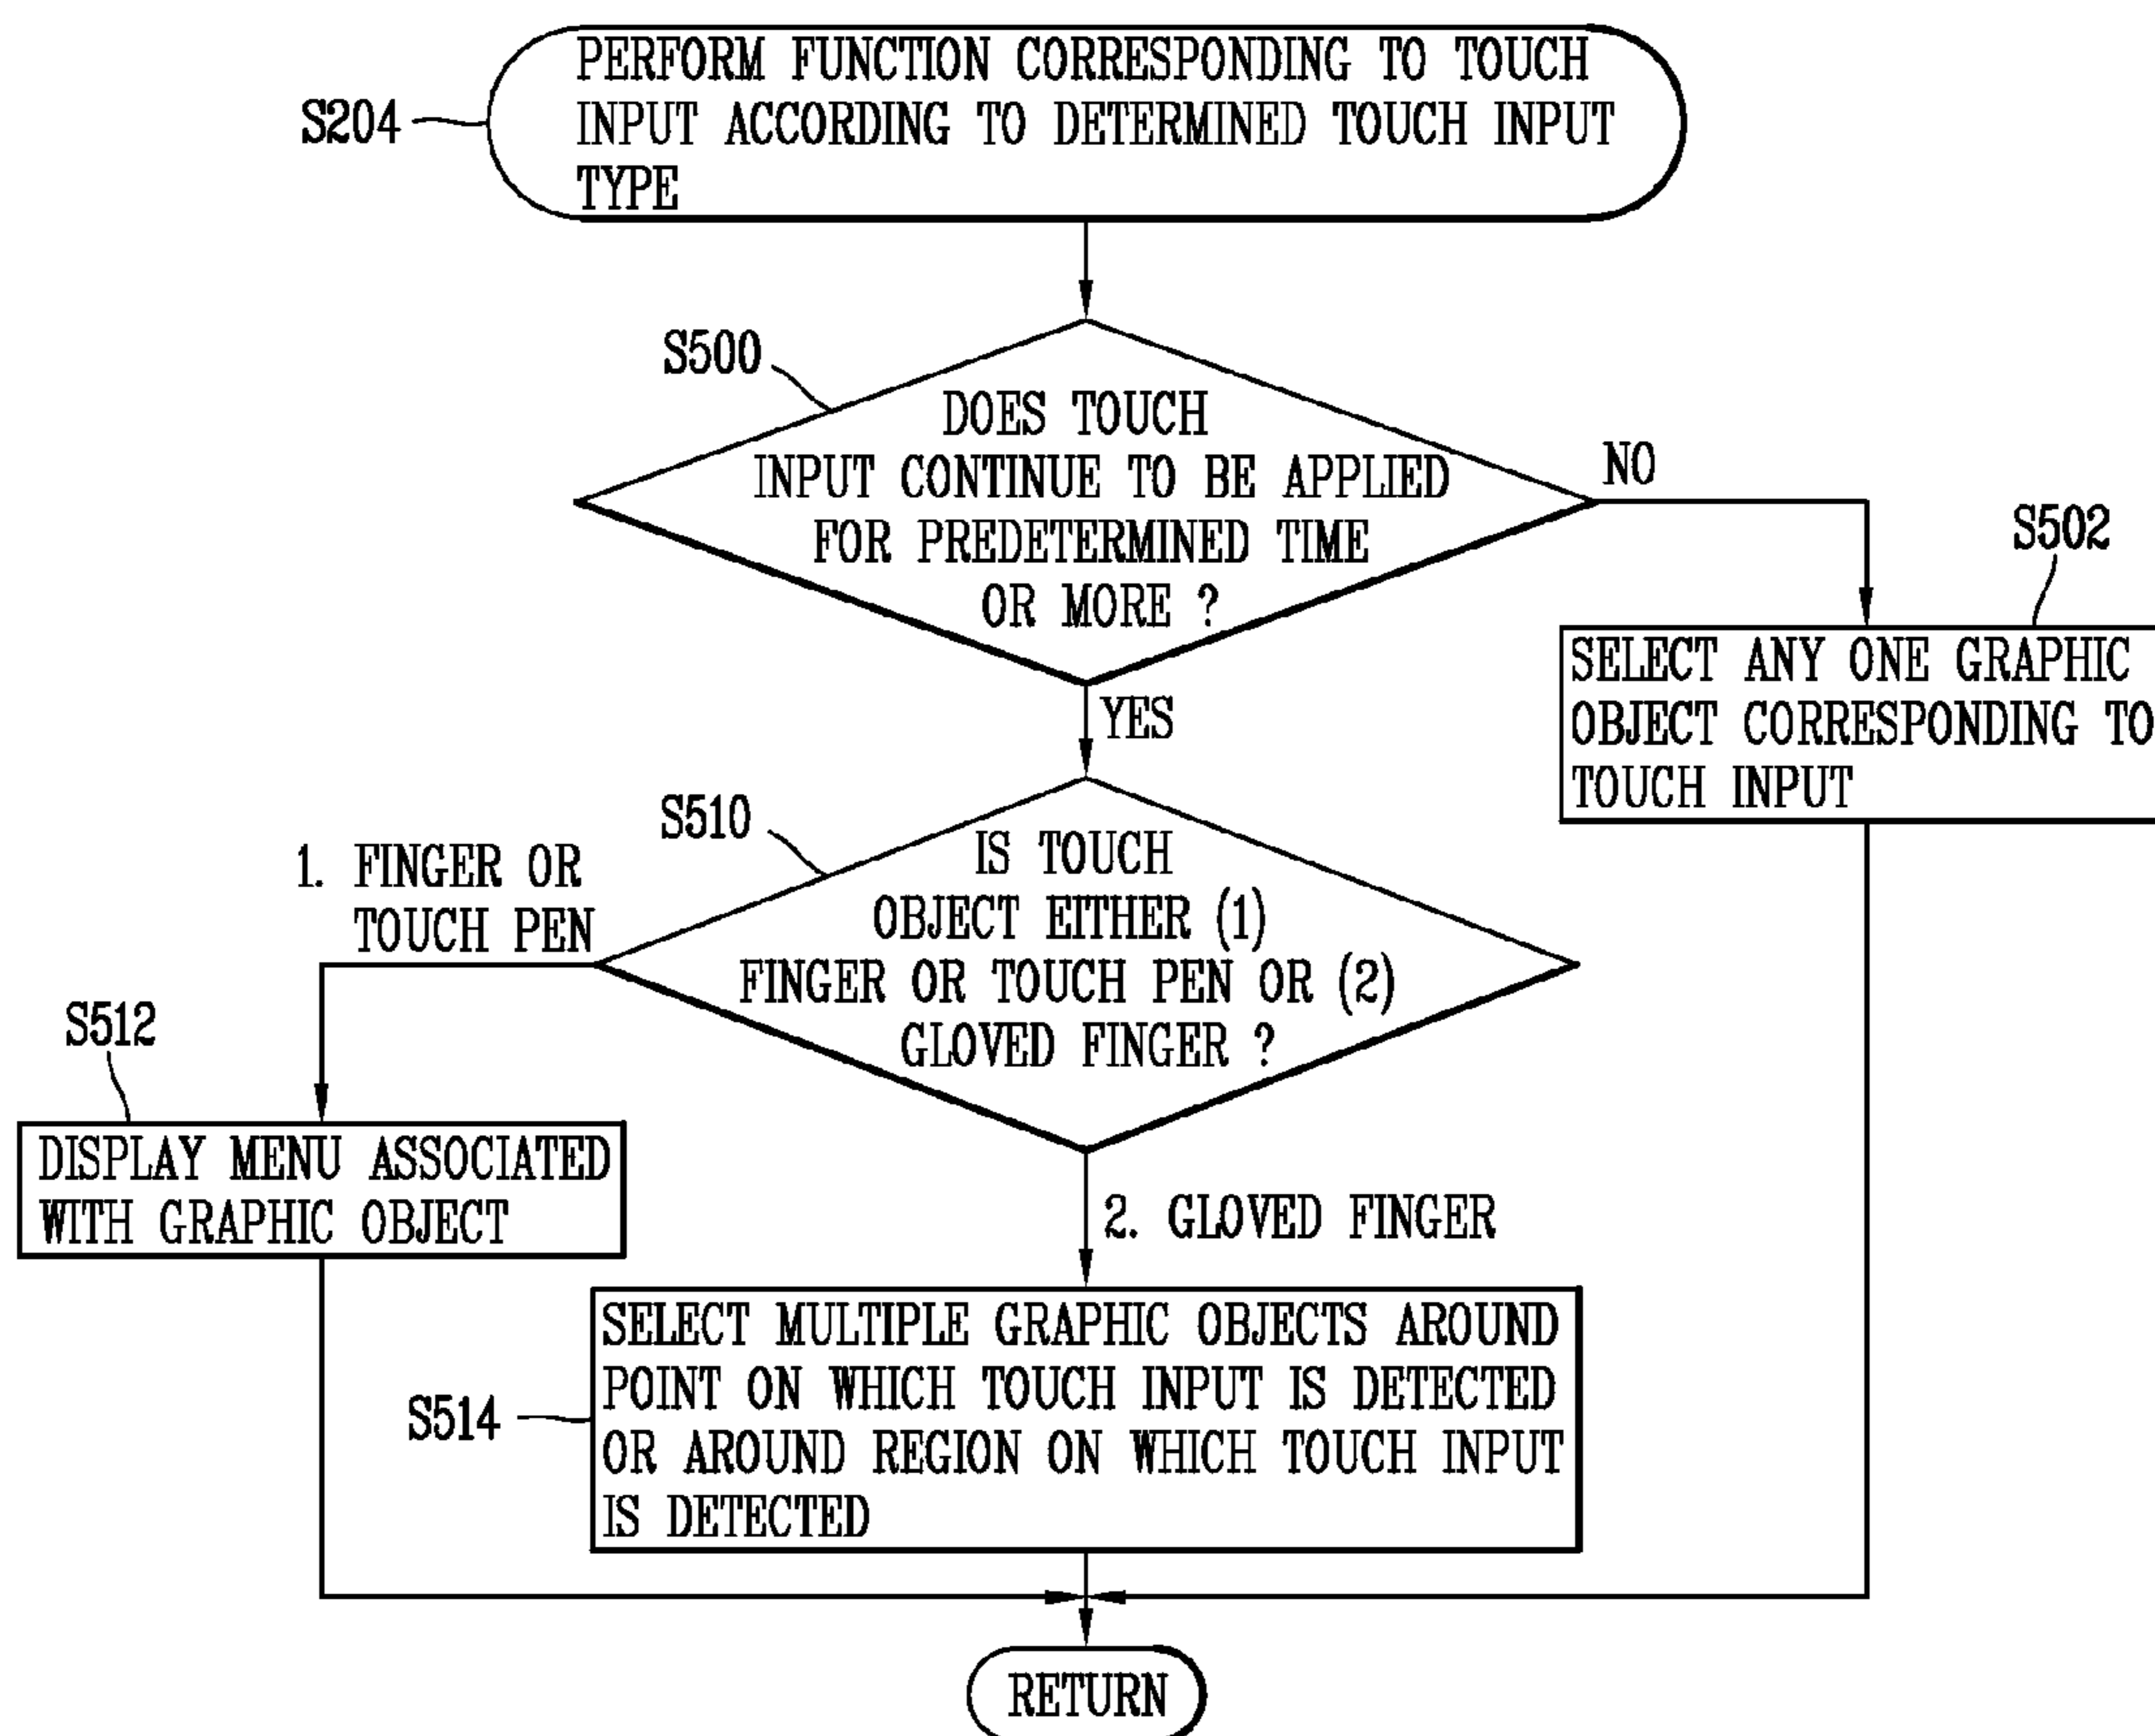 S204
PERFORM FUNCTION CORRESPONDING TO TOUCH
INPUT ACCORDING TO DETERMINED TOUCH INPUT
TYPE
S500
DOES TOUCH
INPUT CONTINUE TO BE APPLIED
FOR PREDETERMINED TIME
OR MORE ?
NO
S502
SELECT ANY ONE GRAPHIC
OBJECT CORRESPONDING TO
TOUCH INPUT
YES
S510
IS TOUCH
OBJECT EITHER (1)
FINGER OR TOUCH PEN OR (2)
GLOVED FINGER ?
1. FINGER OR
TOUCH PEN
S512
DISPLAY MENU ASSOCIATED
WITH GRAPHIC OBJECT
2. GLOVED FINGER
S514
SELECT MULTIPLE GRAPHIC OBJECTS AROUND
POINT ON WHICH TOUCH INPUT IS DETECTED
OR AROUND REGION ON WHICH TOUCH INPUT
IS DETECTED
RETURN